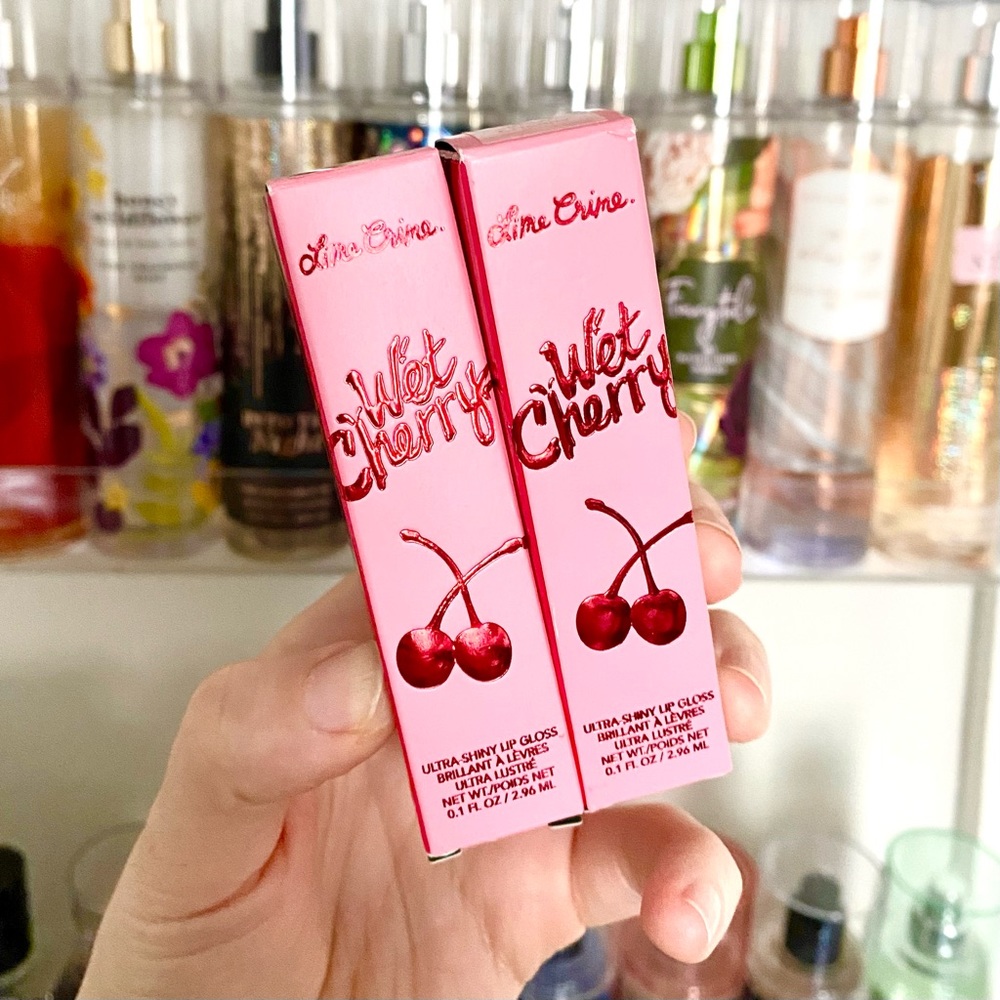 Lime Crime.
Wet
Cherry
ULTRA-SHINY LIP GLOSS
BRILLANT À LÈVRES
ULTRA LUSTRÉ
NET WT./POIDS NET
0.1 FL OZ / 2.96 ML
Lime Crime.
Wet
Cherry
ULTRA-SHINY LIP GLOSS
BRILLANT À LÈVRES
ULTRA LUSTRÉ
NET WT./POIDS NET
0.1 FL. OZ / 2.96 ML
Fairytale